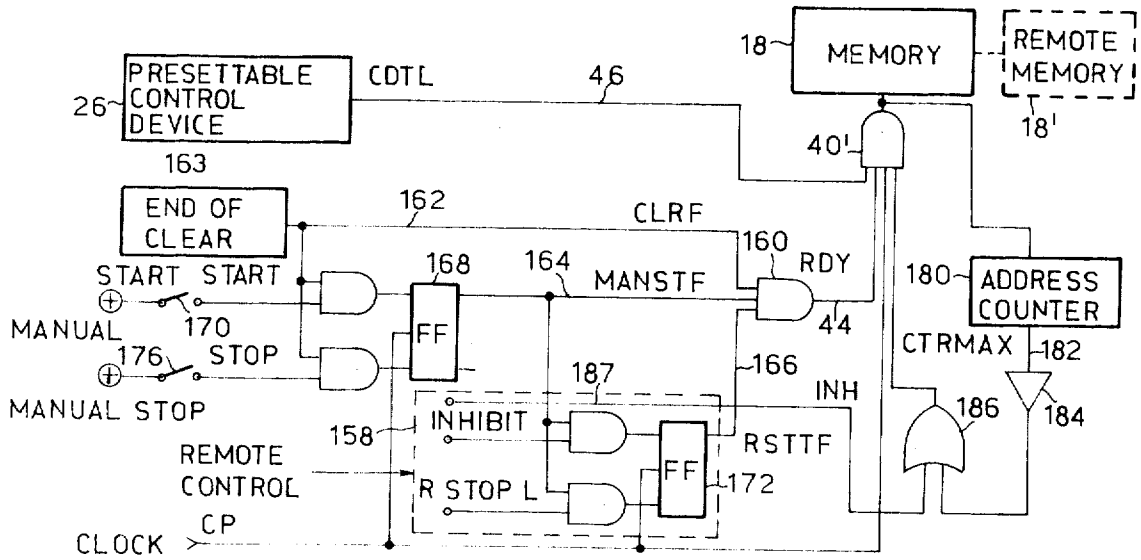 18
MEMORY
REMOTE
MEMORY
18'
26
PRESETTABLE
CONTROL
DEVICE
CDTL
46
40'
163
END OF
CLEAR
162
CLRF
160
RDY
168
164
MANSTF
44
START
START
170
MANUAL
FF
180
ADDRESS
COUNTER
CTRMAX
182
184
176
STOP
MANUAL STOP
187
166
INH
186
158
INHIBIT
RSTTF
FF
172
REMOTE
CONTROL
R STOP L
CLOCK
CP